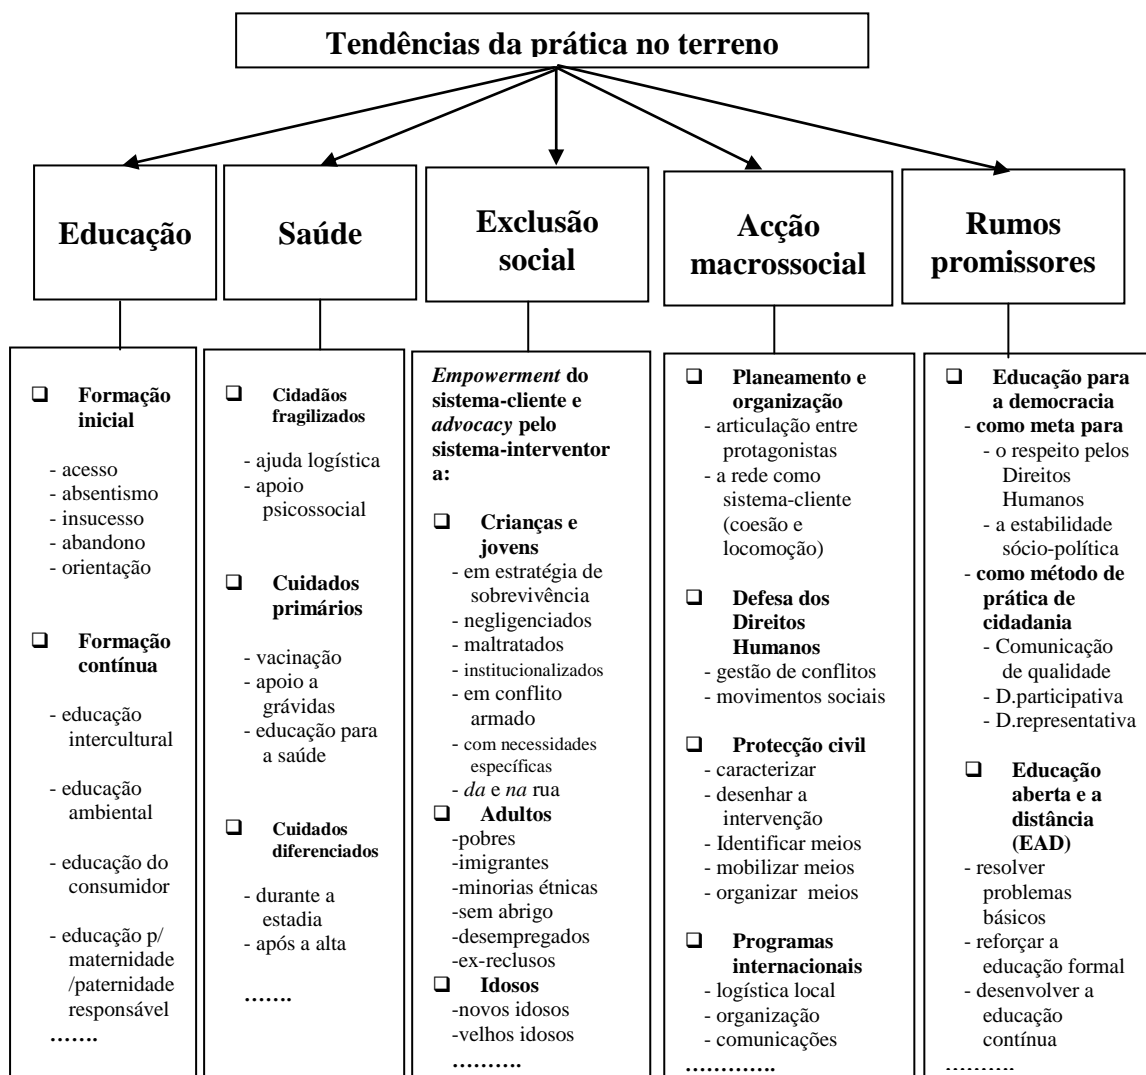 Tendências da prática no terreno
Educação
Saúde
Exclusão
social
Acção
macrossocial
Rumos
promissores
❑ Formação
inicial
- acesso
- absentismo
- insucesso
- abandono
- orientação
❑ Formação
contínua
- educação
intercultural
- educação
ambiental
- educação do
consumidor
- educação p/
maternidade
/paternidade
responsável
…….
❑ Cidadãos
fragilizados
- ajuda logística
- apoio
psicossocial
❑ Cuidados
primários
- vacinação
- apoio a
grávidas
- educação para
a saúde
❑ Cuidados
diferenciados
- durante a
estadia
- após a alta
…….
Empowerment do
sistema-cliente e
advocacy pelo
sistema-interventor
a:
❑ Crianças e
jovens
- em estratégia de
sobrevivência
- negligenciados
- maltratados
- institucionalizados
- em conflito
armado
- com necessidades
específicas
- da e na rua
❑ Adultos
-pobres
-imigrantes
-minorias étnicas
-sem abrigo
-desempregados
-ex-reclusos
❑ Idosos
-novos idosos
-velhos idosos
……….
❑ Planeamento e
organização
- articulação entre
protagonistas
- a rede como
sistema-cliente
(coesão e
locomoção)
❑ Defesa dos
Direitos
Humanos
- gestão de conflitos
- movimentos sociais
❑ Protecção civil
- caracterizar
- desenhar a
intervenção
- Identificar meios
- mobilizar meios
- organizar meios
❑ Programas
internacionais
- logística local
- organização
- comunicações
………….
❑ Educação para
a democracia
- como meta para
- o respeito pelos
Direitos
Humanos
- a estabilidade
sócio-política
- como método de
prática de
cidadania
- Comunicação
de qualidade
- D.participativa
- D.representativa
❑ Educação
aberta e a
distância
(EAD)
- resolver
problemas
básicos
- reforçar a
educação formal
- desenvolver a
educação
contínua
……….